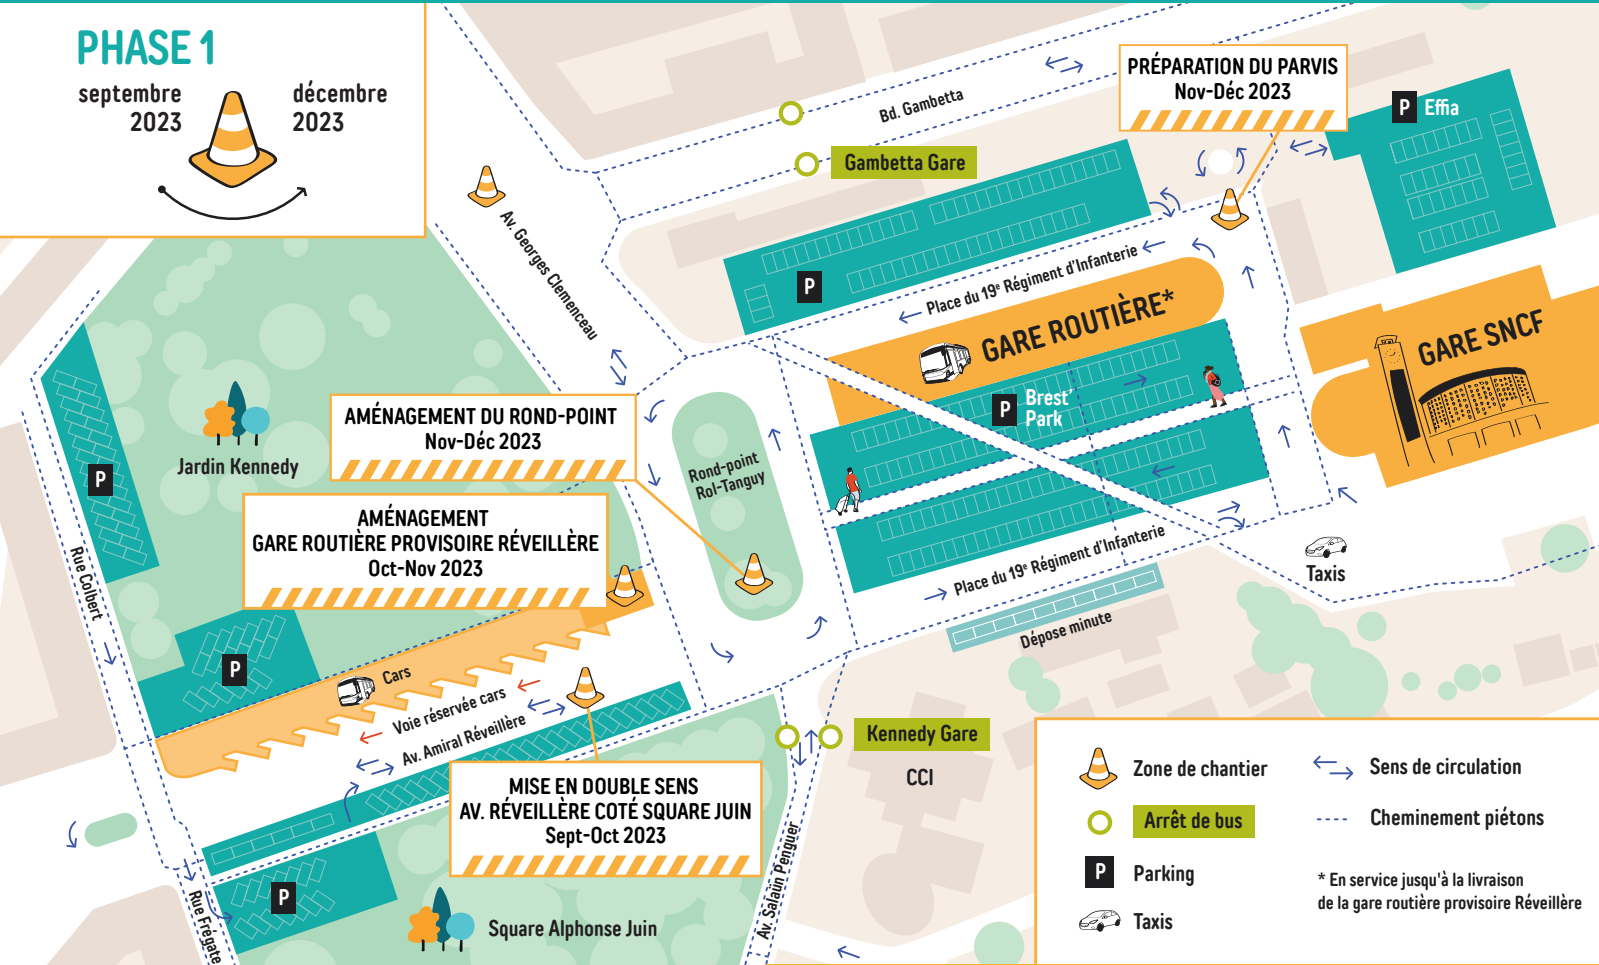 PHASE 1
septembre
2023
décembre
2023
PRÉPARATION DU PARVIS
Nov-Déc 2023
P Effia
Bd. Gambetta
Gambetta Gare
Av. Georges Clemenceau
P
Place du 19e Régiment d'Infanterie
GARE ROUTIÈRE*
GARE SNCF
P Brest'
Park
AMÉNAGEMENT DU ROND-POINT
Nov-Déc 2023
Jardin Kennedy
P
Rond-point
Rol-Tanguy
AMÉNAGEMENT
GARE ROUTIÈRE PROVISOIRE RÉVEILLÈRE
Oct-Nov 2023
Rue Colbert
Place du 19e Régiment d'Infanterie
Taxis
Dépose minute
P
Cars
Voie réservée cars
Av. Amiral Réveillère
Kennedy Gare
CCI
MISE EN DOUBLE SENS
AV. RÉVEILLÈRE COTÉ SQUARE JUIN
Sept-Oct 2023
Av. Salaün Penquer
P
Rue Frégate
Square Alphonse Juin
Zone de chantier
Arrêt de bus
P Parking
Taxis
Sens de circulation
Cheminement piétons
* En service jusqu'à la livraison
de la gare routière provisoire Réveillère